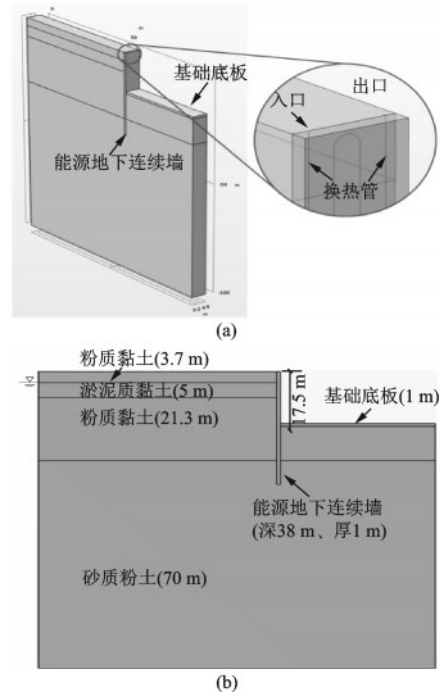 基础底板
出口
入口
能源地下连续墙
换热管
(a)
粉质黏土(3.7 m)
淤泥质黏土(5 m)
粉质黏土(21.3 m)
17.5 m
基础底板(1 m)
能源地下连续墙
(深38 m、厚1 m)
砂质粉土(70 m)
(b)